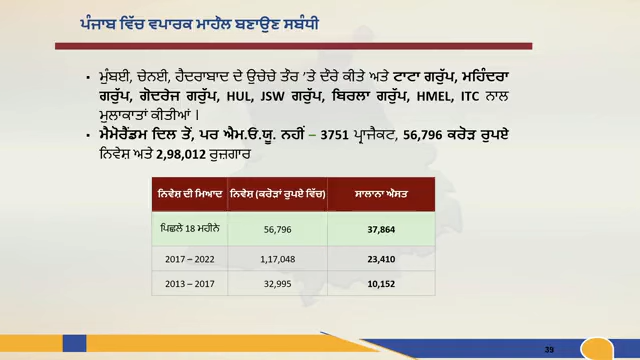 ਪੰਜਾਬ ਵਿੱਚ ਵਪਾਰਕ ਮਾਹੌਲ ਬਣਾਉਣ ਸਬੰਧੀ
▪ ਮੁੰਬਈ, ਚੇਨਈ, ਹੈਦਰਾਬਾਦ ਦੇ ਉਚੇਚੇ ਤੌਰ 'ਤੇ ਦੌਰੇ ਕੀਤੇ ਅਤੇ ਟਾਟਾ ਗਰੁੱਪ, ਮਹਿੰਦਰਾ
ਗਰੁੱਪ, ਗੋਦਰੇਜ ਗਰੁੱਪ, HUL, JSW ਗਰੁੱਪ, ਬਿਰਲਾ ਗਰੁੱਪ, HMEL, ITC ਨਾਲ
ਮੁਲਾਕਾਤਾਂ ਕੀਤੀਆਂ।
▪ ਮੈਮੋਰੈਂਡਮ ਦਿਲ ਤੋਂ, ਪਰ ਐਮ.ਓ.ਯੂ. ਨਹੀਂ – 3751 ਪ੍ਰਾਜੈਕਟ, 56,796 ਕਰੋੜ ਰੁਪਏ
ਨਿਵੇਸ਼ ਅਤੇ 2,98,012 ਰੁਜ਼ਗਾਰ
ਨਿਵੇਸ਼ ਦੀ ਮਿਆਦ ਨਿਵੇਸ਼ (ਕਰੋੜਾਂ ਰੁਪਏ ਵਿੱਚ) ਸਾਲਾਨਾ ਔਸਤ
ਪਿਛਲੇ 18 ਮਹੀਨੇ 56,796 37,864
2017 – 2022 1,17,048 23,410
2013 – 2017 32,995 10,152
39